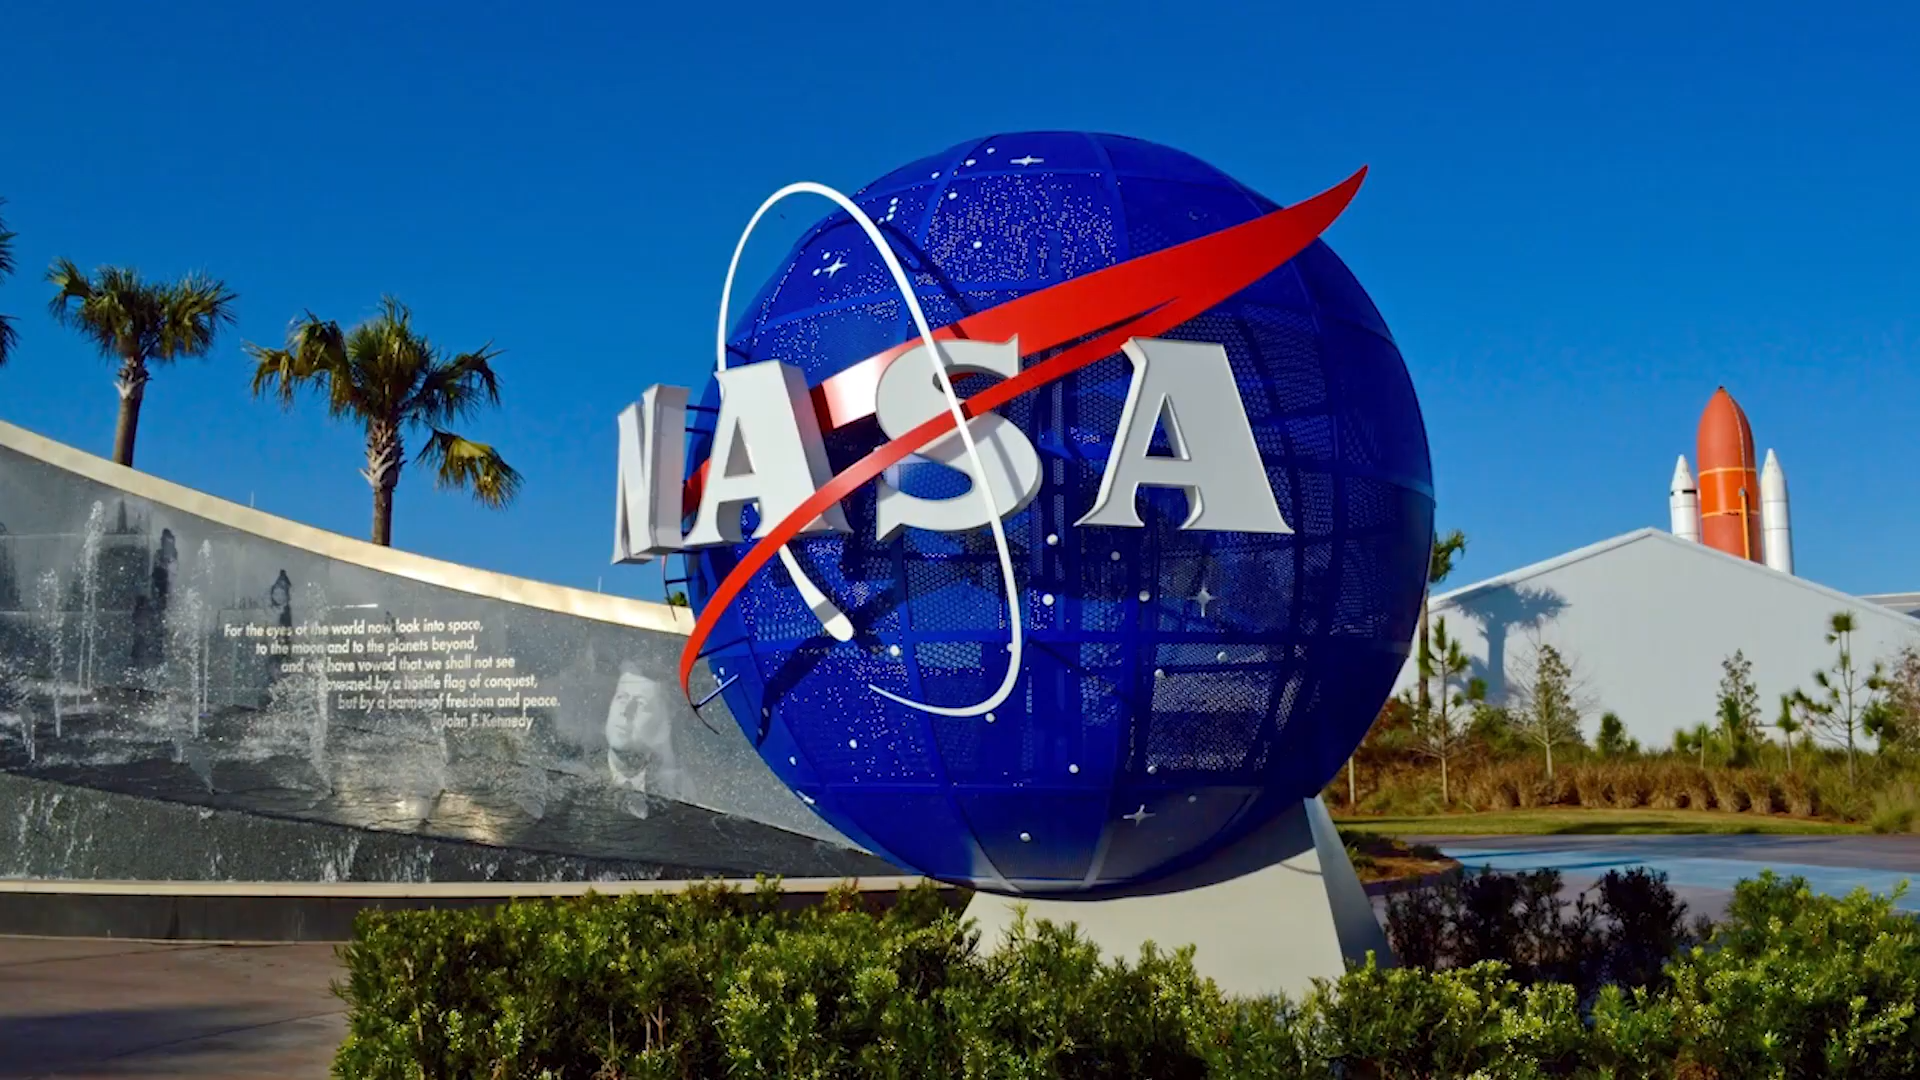 NASA
For the eyes of the world now look into space,
to the moon and to the planets beyond,
and we have vowed that we shall not see
it governed by a hostile flag of conquest,
but by a banner of freedom and peace.
John F. Kennedy